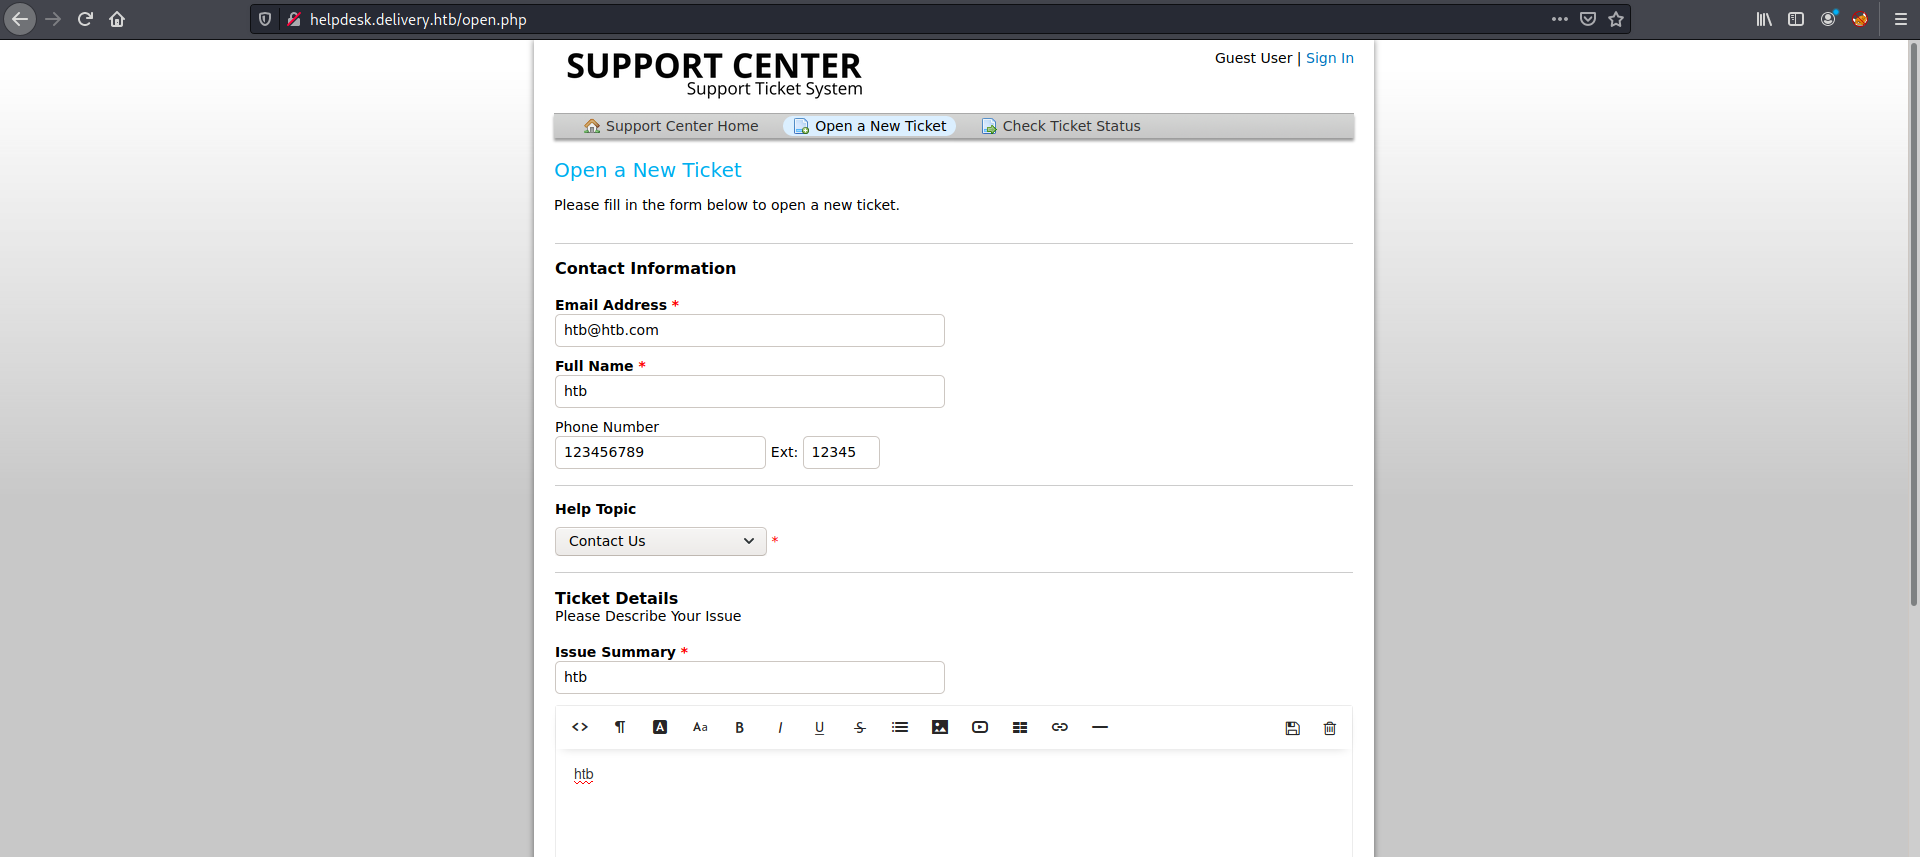 helpdesk.delivery.htb/open.php
SUPPORT CENTER
Support Ticket System
Guest User | Sign In
Support Center Home Open a New Ticket Check Ticket Status
Open a New Ticket
Please fill in the form below to open a new ticket.
Contact Information
Email Address *
htb@htb.com
Full Name *
htb
Phone Number
123456789 Ext: 12345
Help Topic
Contact Us *
Ticket Details
Please Describe Your Issue
Issue Summary *
htb
<> ¶ A Aa B I U S
htb